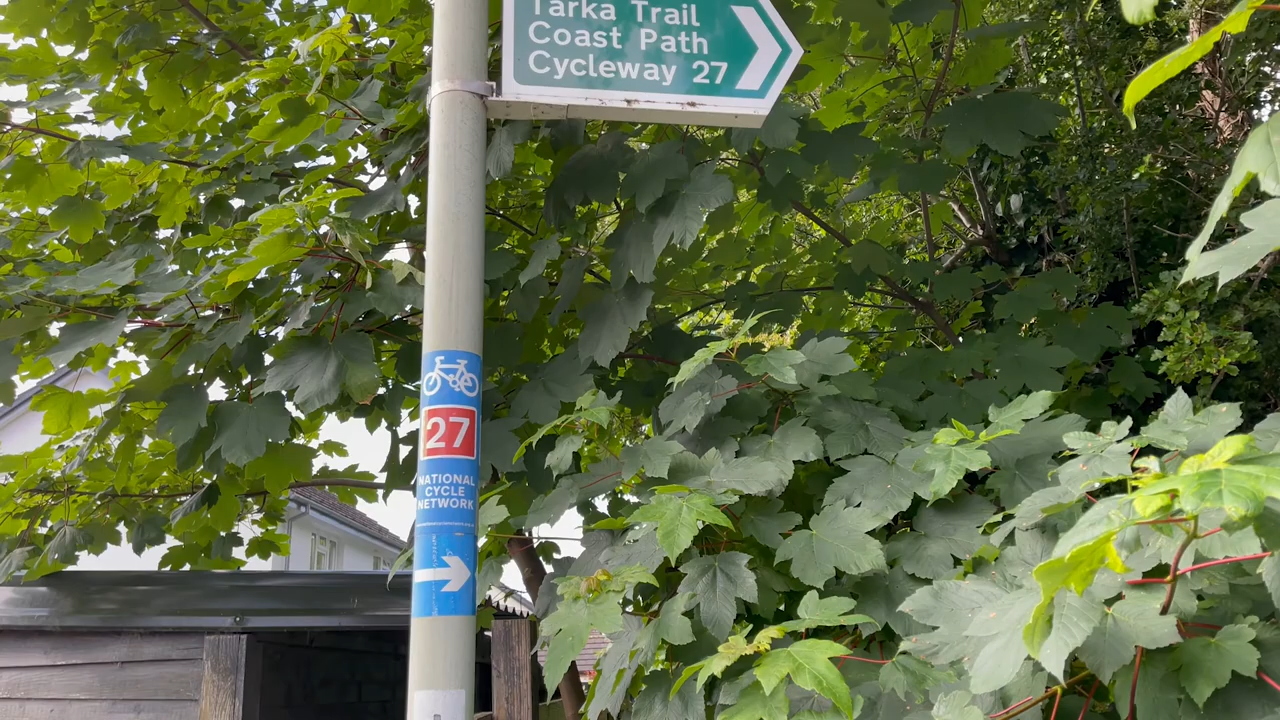 Tarka Trail
Coast Path
Cycleway 27
27
NATIONAL
CYCLE
NETWORK